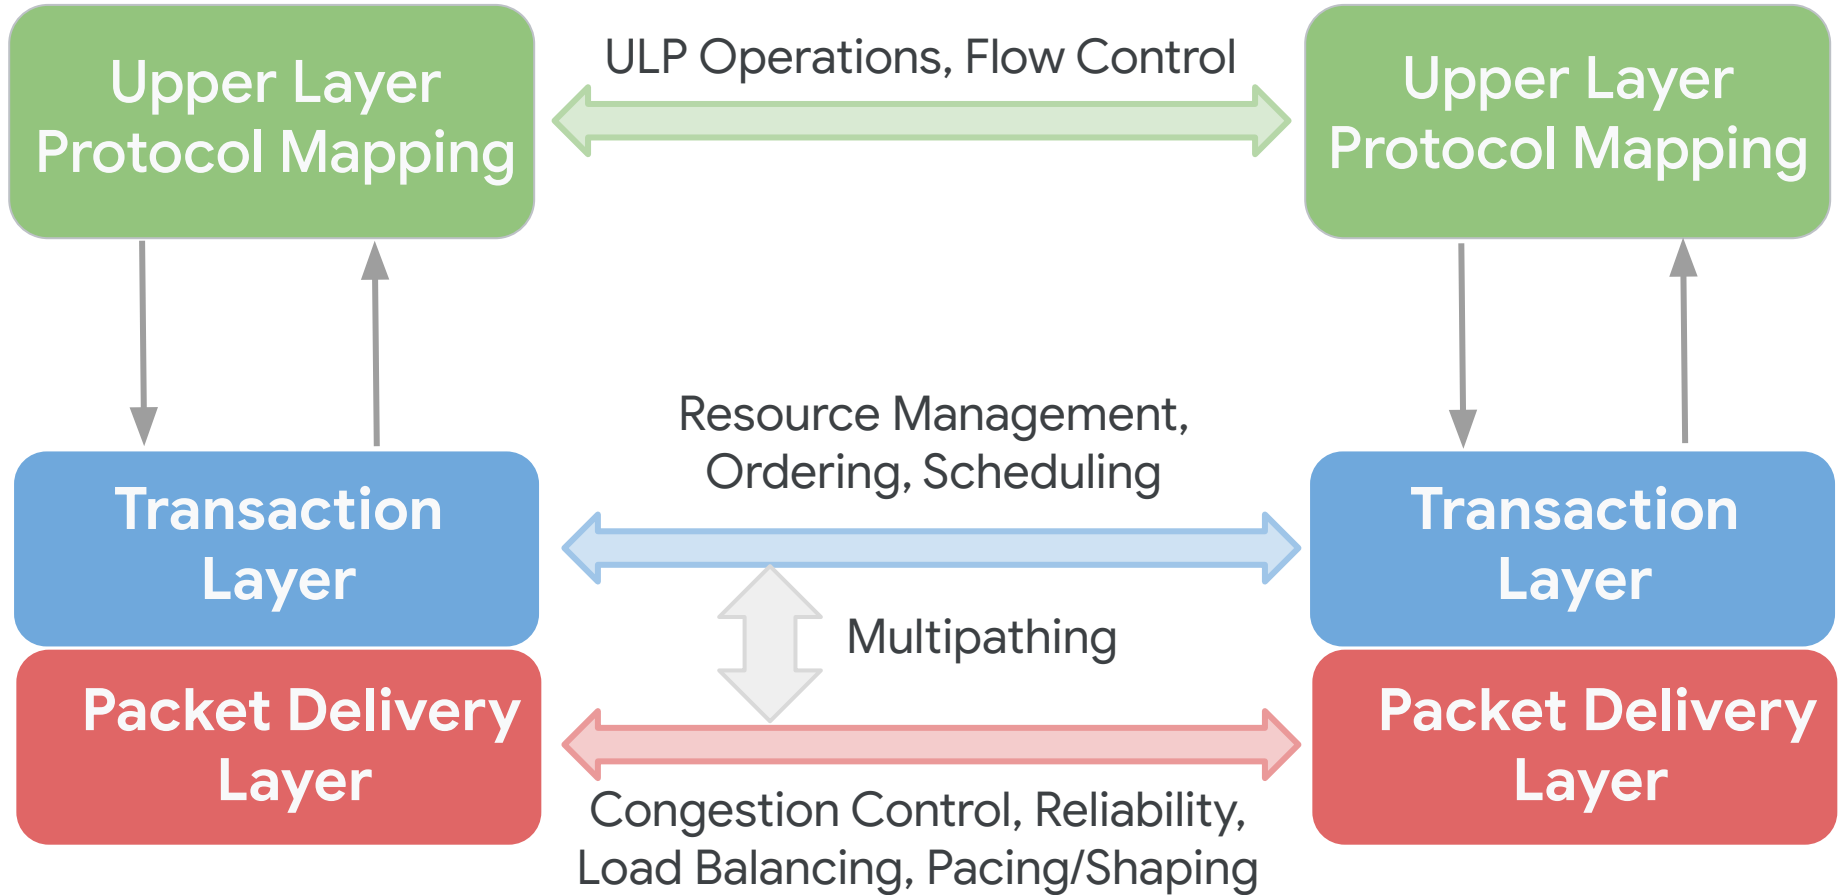 Upper Layer
Protocol Mapping
ULP Operations, Flow Control
Upper Layer
Protocol Mapping
Resource Management,
Ordering, Scheduling
Transaction
Layer
Transaction
Layer
Multipathing
Packet Delivery
Layer
Packet Delivery
Layer
Congestion Control, Reliability,
Load Balancing, Pacing/Shaping